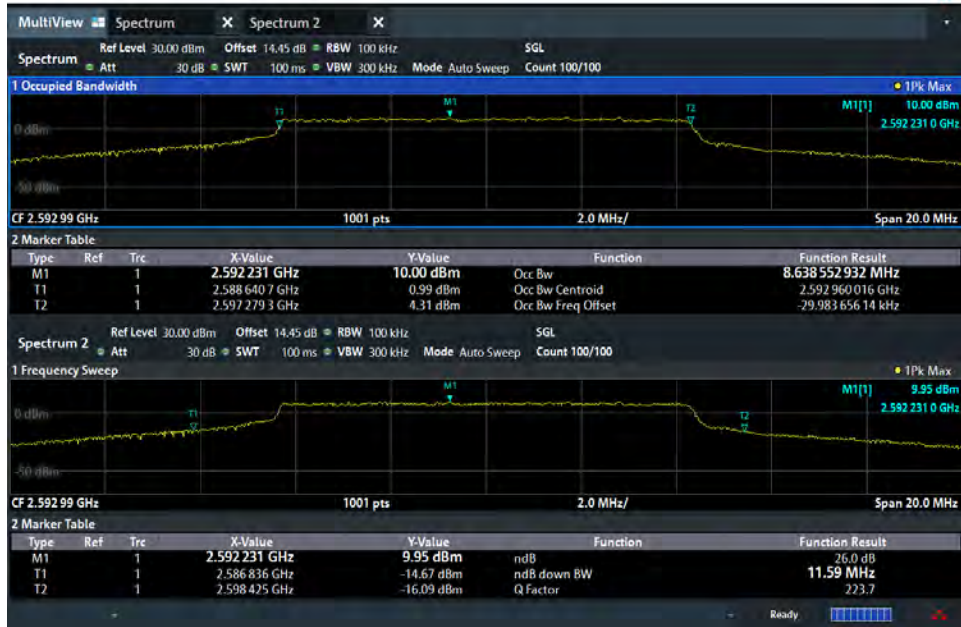 MultiView Spectrum X Spectrum 2 X
Ref Level 30.00 dBm Offset 14.45 dB RBW 100 kHz SGL
Spectrum Att 30 dB SWT 100 ms VBW 300 kHz Mode Auto Sweep Count 100/100
1 Occupied Bandwidth 1Pk Max
M1[1] 10.00 dBm
2.592 231 0 GHz
T1 M1 T2
0 dBm
-50 dBm
CF 2.592 99 GHz 1001 pts 2.0 MHz/ Span 20.0 MHz
2 Marker Table
Type Ref Trc X-Value Y-Value Function Function Result
M1 1 2.592 231 GHz 10.00 dBm Occ Bw 8.638 552 932 MHz
T1 1 2.588 640 7 GHz 0.99 dBm Occ Bw Centroid 2.592 960 016 GHz
T2 1 2.597 279 3 GHz 4.31 dBm Occ Bw Freq Offset -29.983 656 14 kHz
Ref Level 30.00 dBm Offset 14.45 dB RBW 100 kHz SGL
Spectrum 2 Att 30 dB SWT 100 ms VBW 300 kHz Mode Auto Sweep Count 100/100
1 Frequency Sweep 1Pk Max
M1[1] 9.95 dBm
2.592 231 0 GHz
M1
0 dBm T1 T2
-50 dBm
CF 2.592 99 GHz 1001 pts 2.0 MHz/ Span 20.0 MHz
2 Marker Table
Type Ref Trc X-Value Y-Value Function Function Result
M1 1 2.592 231 GHz 9.95 dBm ndB 26.0 dB
T1 1 2.586 836 GHz -14.67 dBm ndB down BW 11.59 MHz
T2 1 2.598 425 GHz -16.09 dBm Q Factor 223.7
Ready